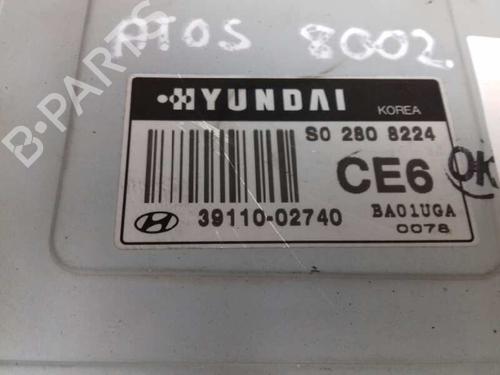 ATOS 8002.
HYUNDAI
KOREA
S0 280 8224
CE6
OK
39110-02740
BA01UGA
0078
B-PARTS